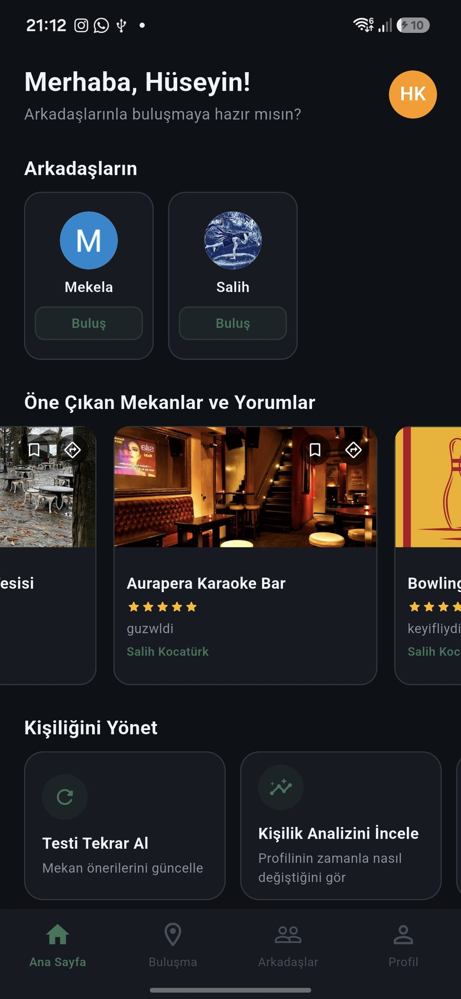 21:12
6
10
Merhaba, Hüseyin!
Arkadaşlarınla buluşmaya hazır mısın?
HK
Arkadaşların
M
Mekela
Salih
Buluş
Buluş
Öne Çıkan Mekanlar ve Yorumlar
esisi
Aurapera Karaoke Bar
Bowling
guzwldi
keyifliydi
Salih Kocatürk
Salih Koc
Kişiliğini Yönet
Testi Tekrar Al
Mekan önerilerini güncelle
Kişilik Analizini İncele
Profilinin zamanla nasıl
değiştiğini gör
Ana Sayfa
Buluşma
Arkadaşlar
Profil